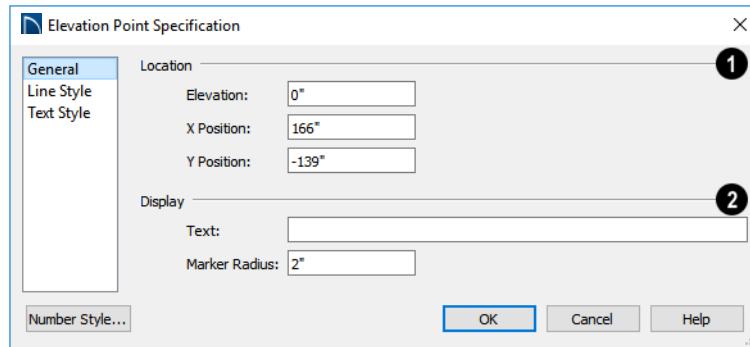 Elevation Point Specification
General
Line Style
Text Style
Location
1
Elevation:
0"
X Position:
166"
Y Position:
-139"
Display
2
Text:
Marker Radius:
2"
Number Style...
OK
Cancel
Help